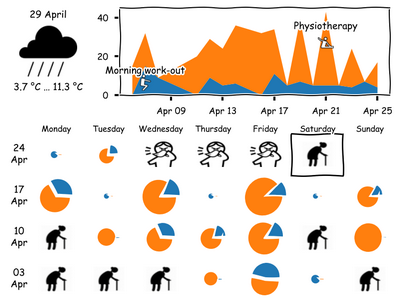 29 April
3.7 °C ... 11.3 °C
40
20
0
Physiotherapy
Morning work-out
Apr 09
Apr 13
Apr 17
Apr 21
Apr 25
Monday
Tuesday
Wednesday
Thursday
Friday
Saturday
Sunday
24
Apr
17
Apr
10
Apr
03
Apr